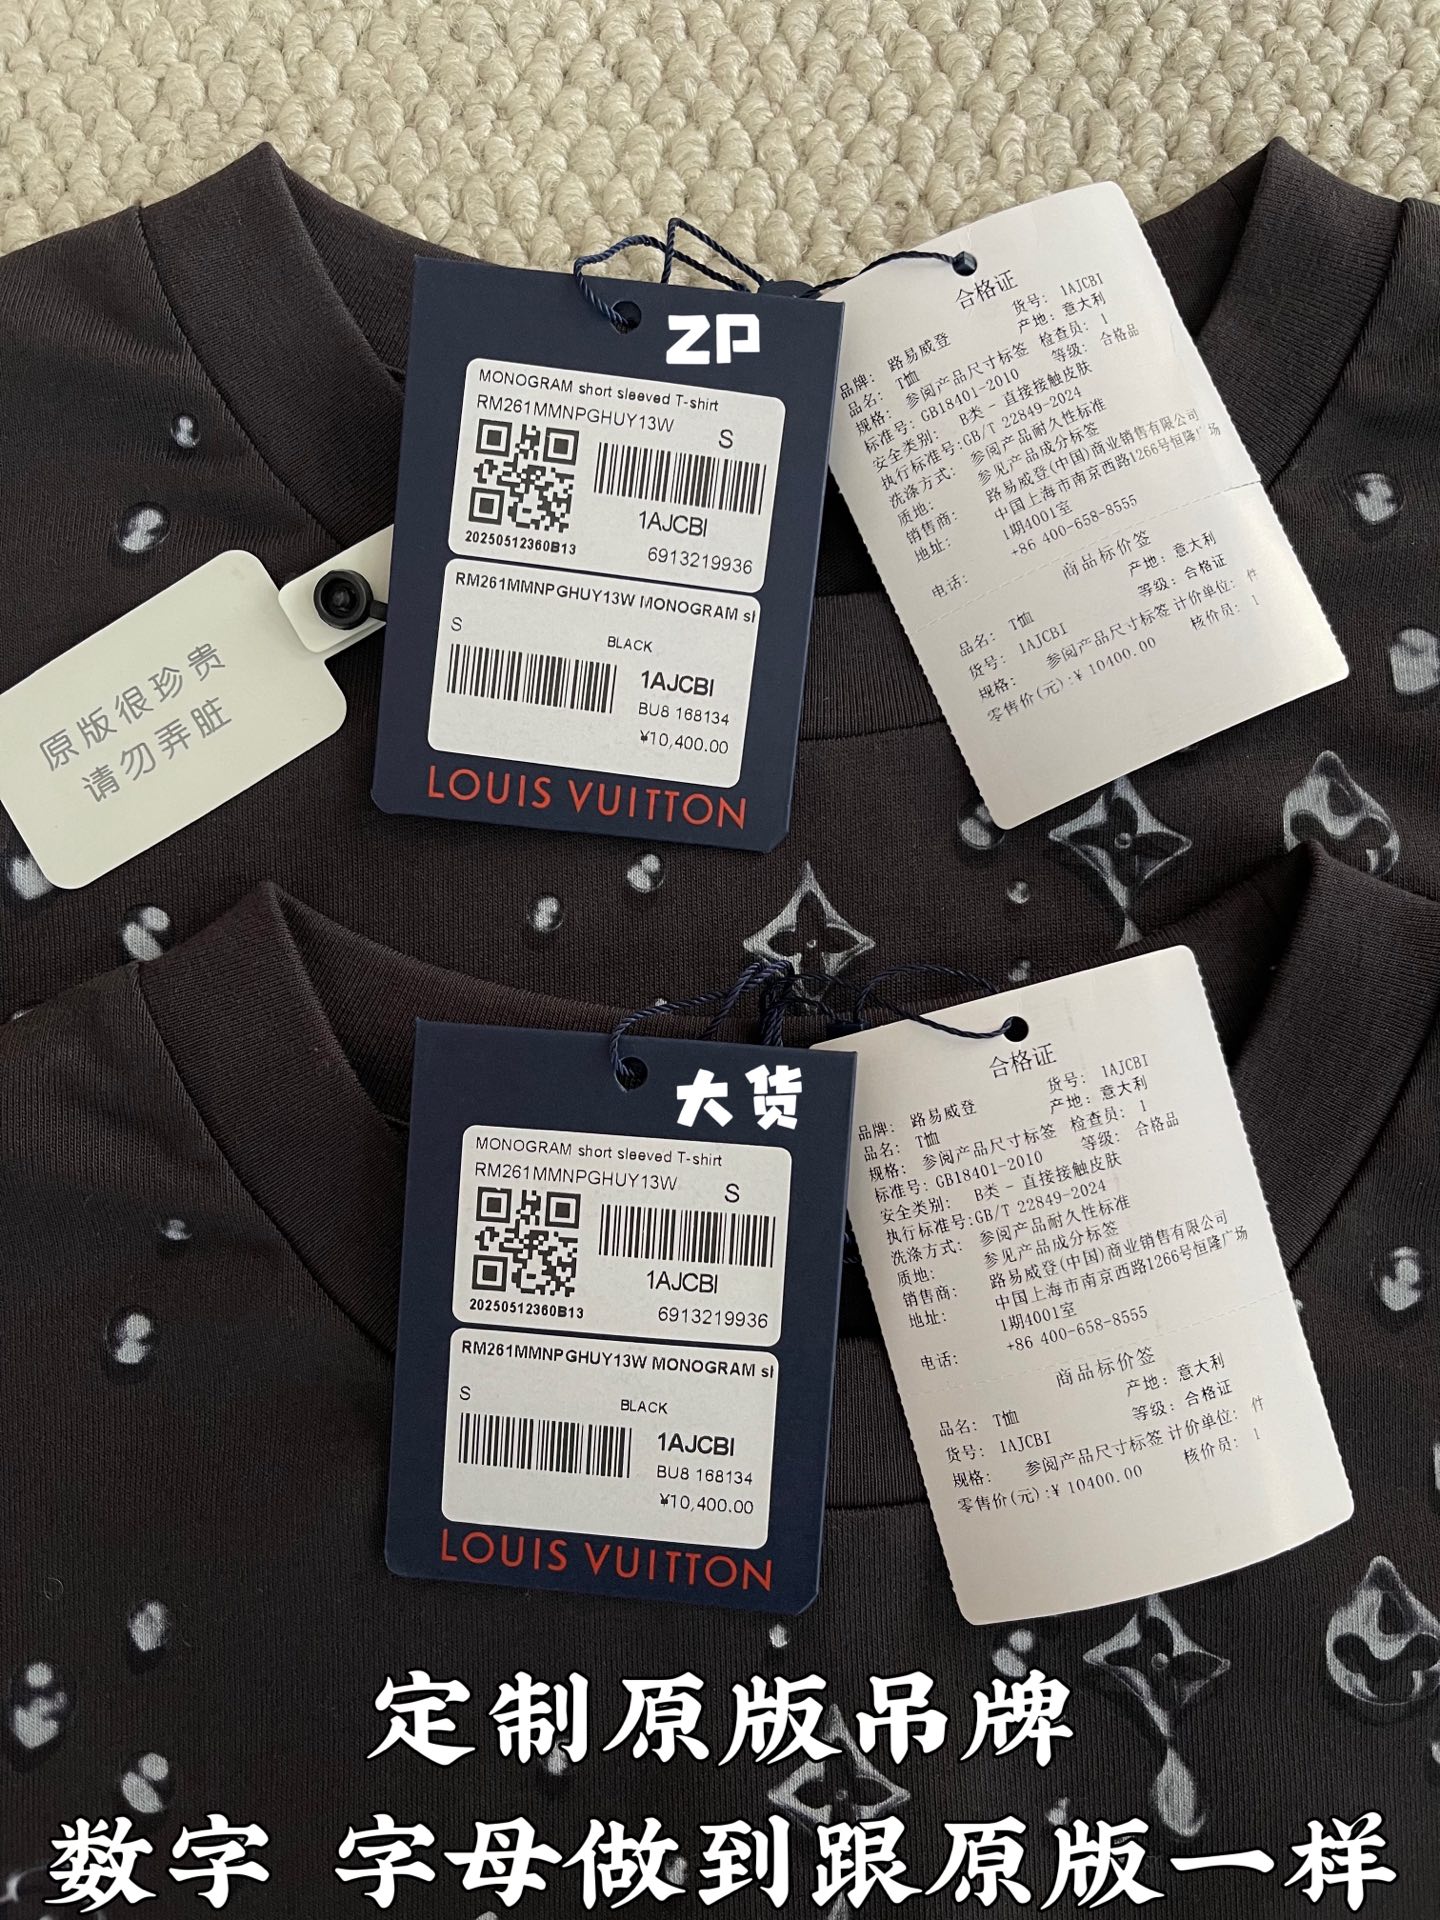 ZP
MONOGRAM short sleeved T-shirt
RM261MMNPGHUY13W
S
1AJCBI
20250512360B13
6913219936
RM261MMNPGHUY13W MONOGRAM sl
S
BLACK
1AJCBI
BU8 168134
¥10,400.00
LOUIS VUITTON
合格证
货号: 1AJCBI
品牌: 路易威登 产地: 意大利
品名: T恤 检查员: 1
规格: 参阅产品尺寸标签 等级: 合格品
标准号: GB18401-2010
安全类别: B类 - 直接接触皮肤
执行标准号:GB/T 22849-2024
洗涤方式: 参阅产品耐久性标准
质地: 参见产品成分标签
销售商: 路易威登(中国)商业销售有限公司
地址: 中国上海市南京西路1266号恒隆广场
1期4001室
电话: +86 400-658-8555
商品标价签
产地: 意大利
品名: T恤 等级: 合格证
货号: 1AJCBI 计价单位: 件
规格: 参阅产品尺寸标签 核价员: 1
零售价(元):¥ 10400.00
原版很珍贵
请勿弄脏
大货
MONOGRAM short sleeved T-shirt
RM261MMNPGHUY13W
S
1AJCBI
20250512360B13
6913219936
RM261MMNPGHUY13W MONOGRAM sl
S
BLACK
1AJCBI
BU8 168134
¥10,400.00
LOUIS VUITTON
合格证
货号: 1AJCBI
品牌: 路易威登 产地: 意大利
品名: T恤 检查员: 1
规格: 参阅产品尺寸标签 等级: 合格品
标准号: GB18401-2010
安全类别: B类 - 直接接触皮肤
执行标准号:GB/T 22849-2024
洗涤方式: 参阅产品耐久性标准
质地: 参见产品成分标签
销售商: 路易威登(中国)商业销售有限公司
地址: 中国上海市南京西路1266号恒隆广场
1期4001室
电话: +86 400-658-8555
商品标价签
产地: 意大利
品名: T恤 等级: 合格证
货号: 1AJCBI 计价单位: 件
规格: 参阅产品尺寸标签 核价员: 1
零售价(元):¥ 10400.00
定制原版吊牌
数字 字母做到跟原版一样